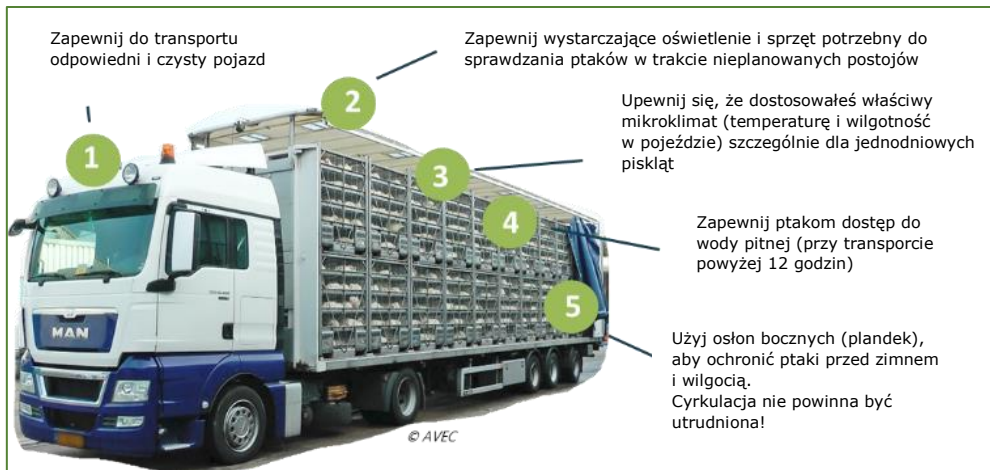 Zapewnij do transportu
odpowiedni i czysty pojazd
Zapewnij wystarczające oświetlenie i sprzęt potrzebny do
sprawdzania ptaków w trakcie nieplanowanych postojów
Upewnij się, że dostosowałeś właściwy
mikroklimat (temperaturę i wilgotność
w pojeździe) szczególnie dla jednodniowych
piskląt
Zapewnij ptakom dostęp do
wody pitnej (przy transporcie
powyżej 12 godzin)
Użyj osłon bocznych (plandek),
aby ochronić ptaki przed zimnem
i wilgocią.
Cyrkulacja nie powinna być
utrudniona!
1
2
3
4
5
MAN
© AVEC